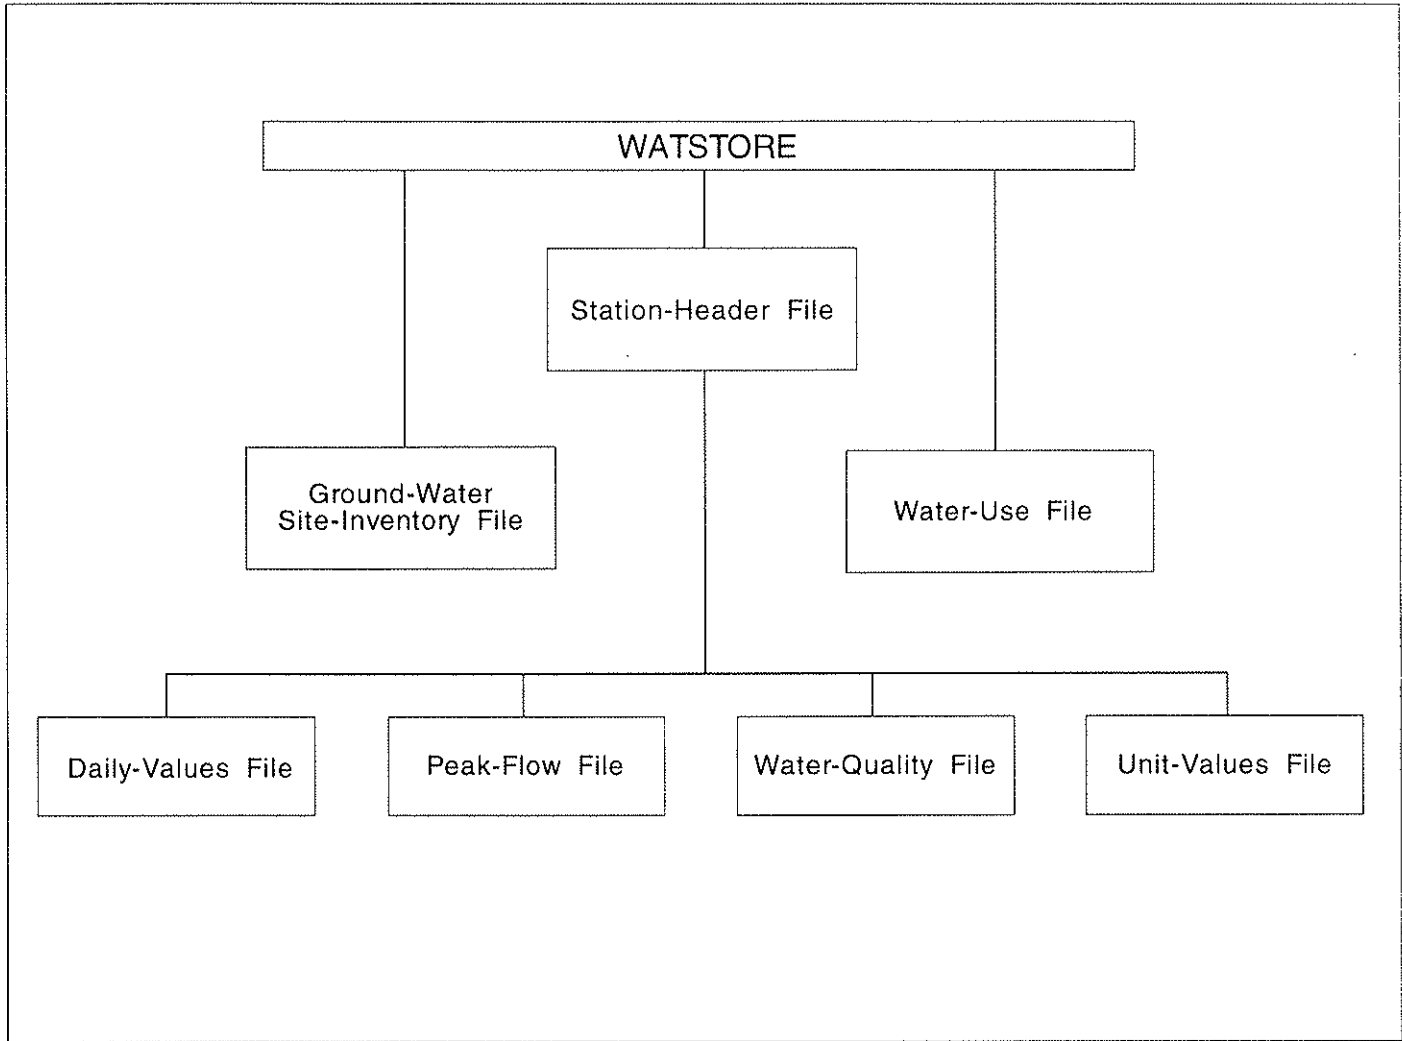 WATSTORE
Station-Header File
Ground-Water
Site-Inventory File
Water-Use File
Daily-Values File
Peak-Flow File
Water-Quality File
Unit-Values File